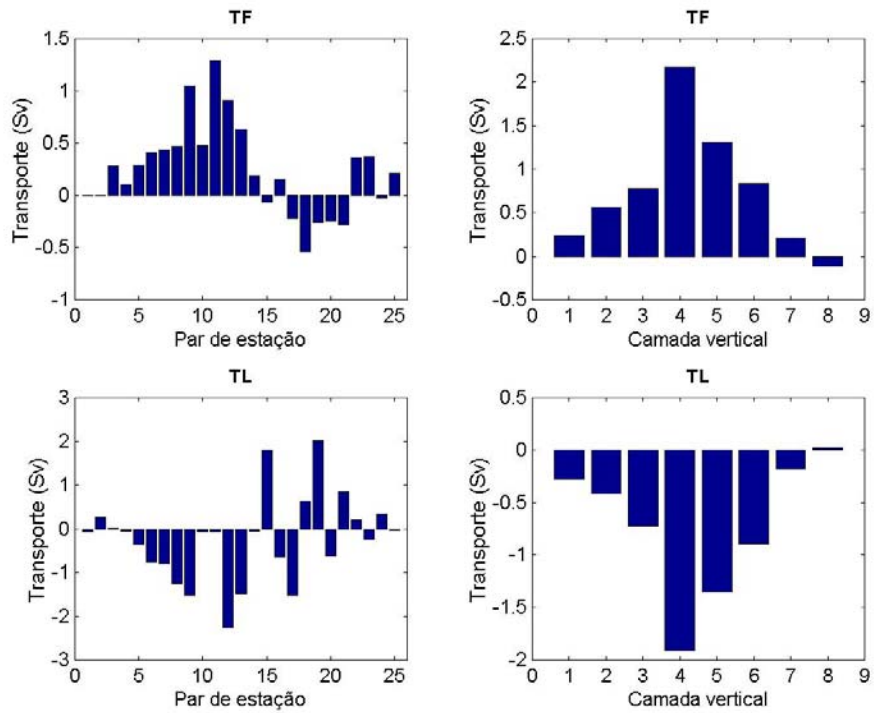 TF
1.5
1
0.5
0
-0.5
-1
0 5 10 15 20 25
Transporte (Sv)
Par de estação
TF
2.5
2
1.5
1
0.5
0
-0.5
0 1 2 3 4 5 6 7 8 9
Transporte (Sv)
Camada vertical
TL
3
2
1
0
-1
-2
-3
0 5 10 15 20 25
Transporte (Sv)
Par de estação
TL
0.5
0
-0.5
-1
-1.5
-2
0 1 2 3 4 5 6 7 8 9
Transporte (Sv)
Camada vertical